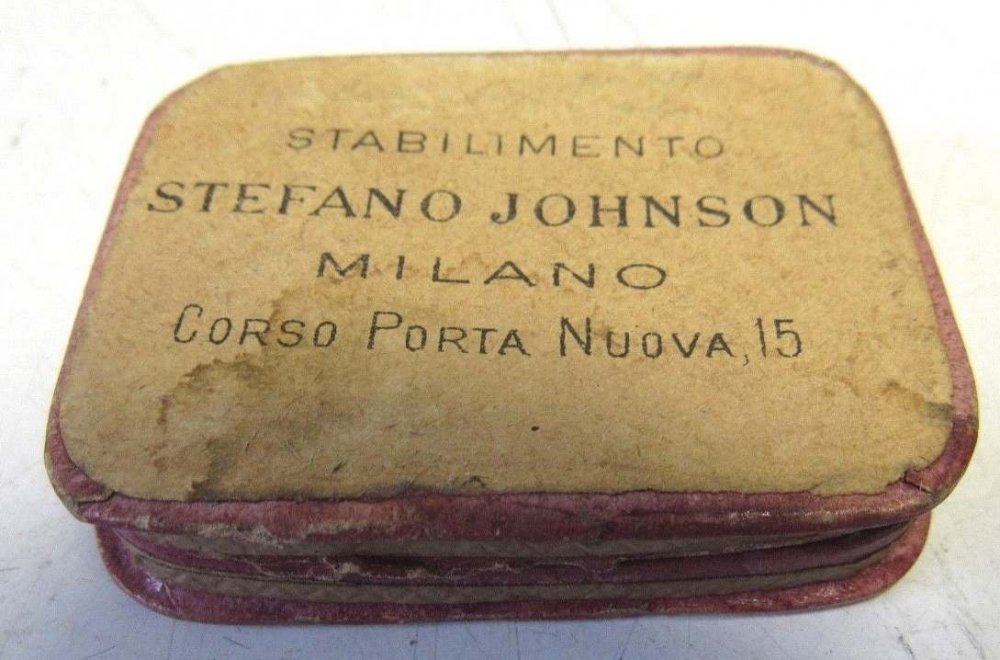 STABILIMENTO
STEFANO JOHNSON
MILANO
CORSO PORTA NUOVA, 15